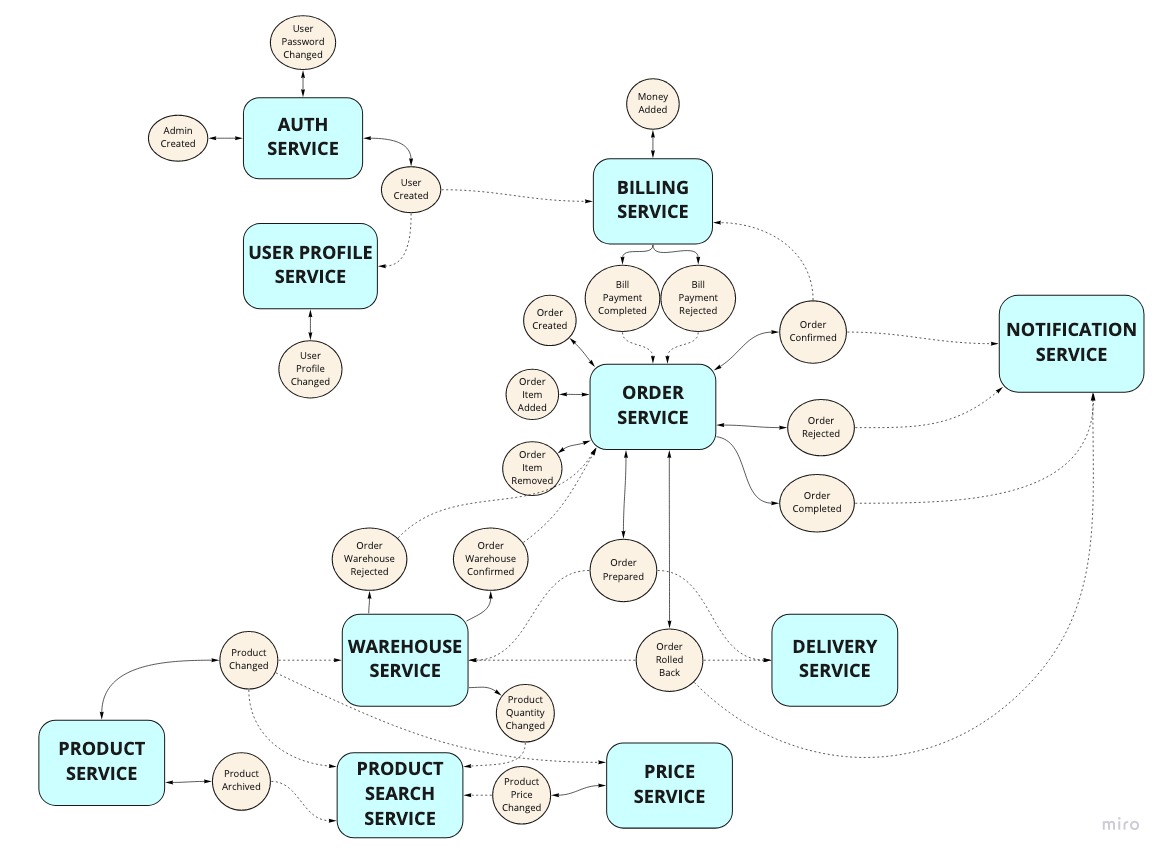 User
Password
Changed
AUTH
SERVICE
Admin
Created
User
Created
Money
Added
BILLING
SERVICE
USER PROFILE
SERVICE
User
Profile
Changed
Bill
Payment
Completed
Bill
Payment
Rejected
Order
Created
Order
Confirmed
NOTIFICATION
SERVICE
Order
Item
Added
ORDER
SERVICE
Order
Rejected
Order
Item
Removed
Order
Completed
Order
Warehouse
Rejected
Order
Warehouse
Confirmed
Order
Prepared
Product
Changed
WAREHOUSE
SERVICE
Order
Rolled
Back
DELIVERY
SERVICE
Product
Quantity
Changed
PRODUCT
SERVICE
Product
Archived
PRODUCT
SEARCH
SERVICE
Product
Price
Changed
PRICE
SERVICE
miro